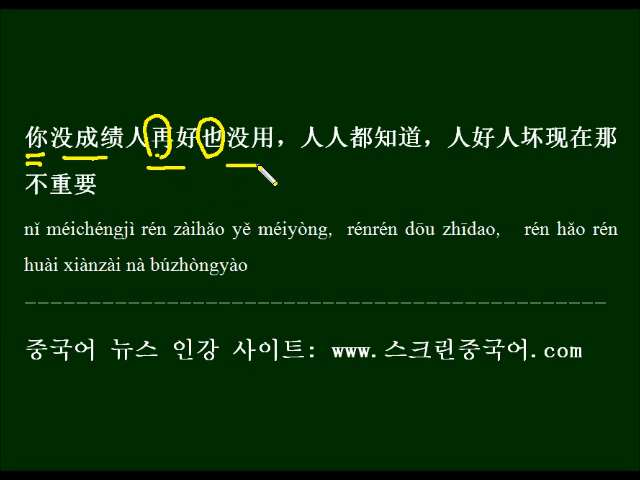 你没成绩人再好也没用，人人都知道，人好人坏现在那
不重要
nǐ méichéngjì rén zàihǎo yě méiyòng, rénrén dōu zhīdao, rén hǎo rén
huài xiànzài nà búzhòngyào
중국어 뉴스 인강 사이트: www.스크린중국어.com